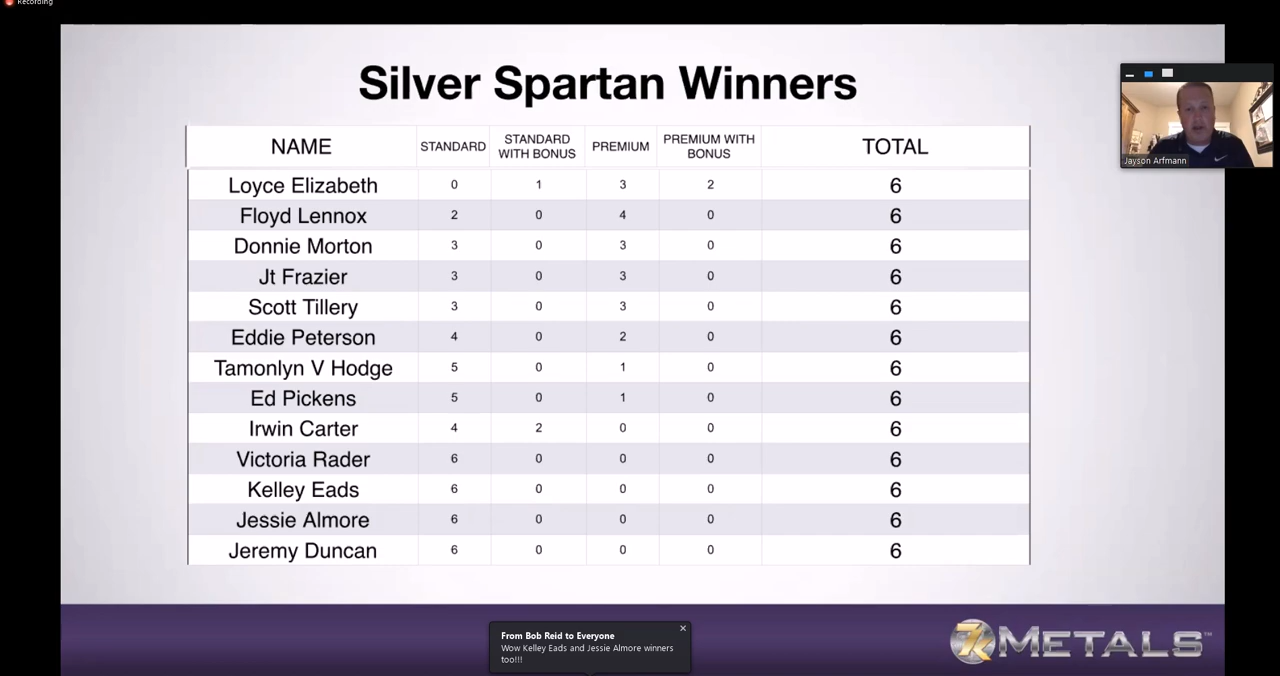 Recording
Silver Spartan Winners
NAME STANDARD STANDARD WITH BONUS PREMIUM PREMIUM WITH BONUS TOTAL
Loyce Elizabeth 0 1 3 2 6
Floyd Lennox 2 0 4 0 6
Donnie Morton 3 0 3 0 6
Jt Frazier 3 0 3 0 6
Scott Tillery 3 0 3 0 6
Eddie Peterson 4 0 2 0 6
Tamonlyn V Hodge 5 0 1 0 6
Ed Pickens 5 0 1 0 6
Irwin Carter 4 2 0 0 6
Victoria Rader 6 0 0 0 6
Kelley Eads 6 0 0 0 6
Jessie Almore 6 0 0 0 6
Jeremy Duncan 6 0 0 0 6
Jayson Arfmann
From Bob Reid to Everyone
Wow Kelley Eads and Jessie Almore winners
too!!!
7K METALS™